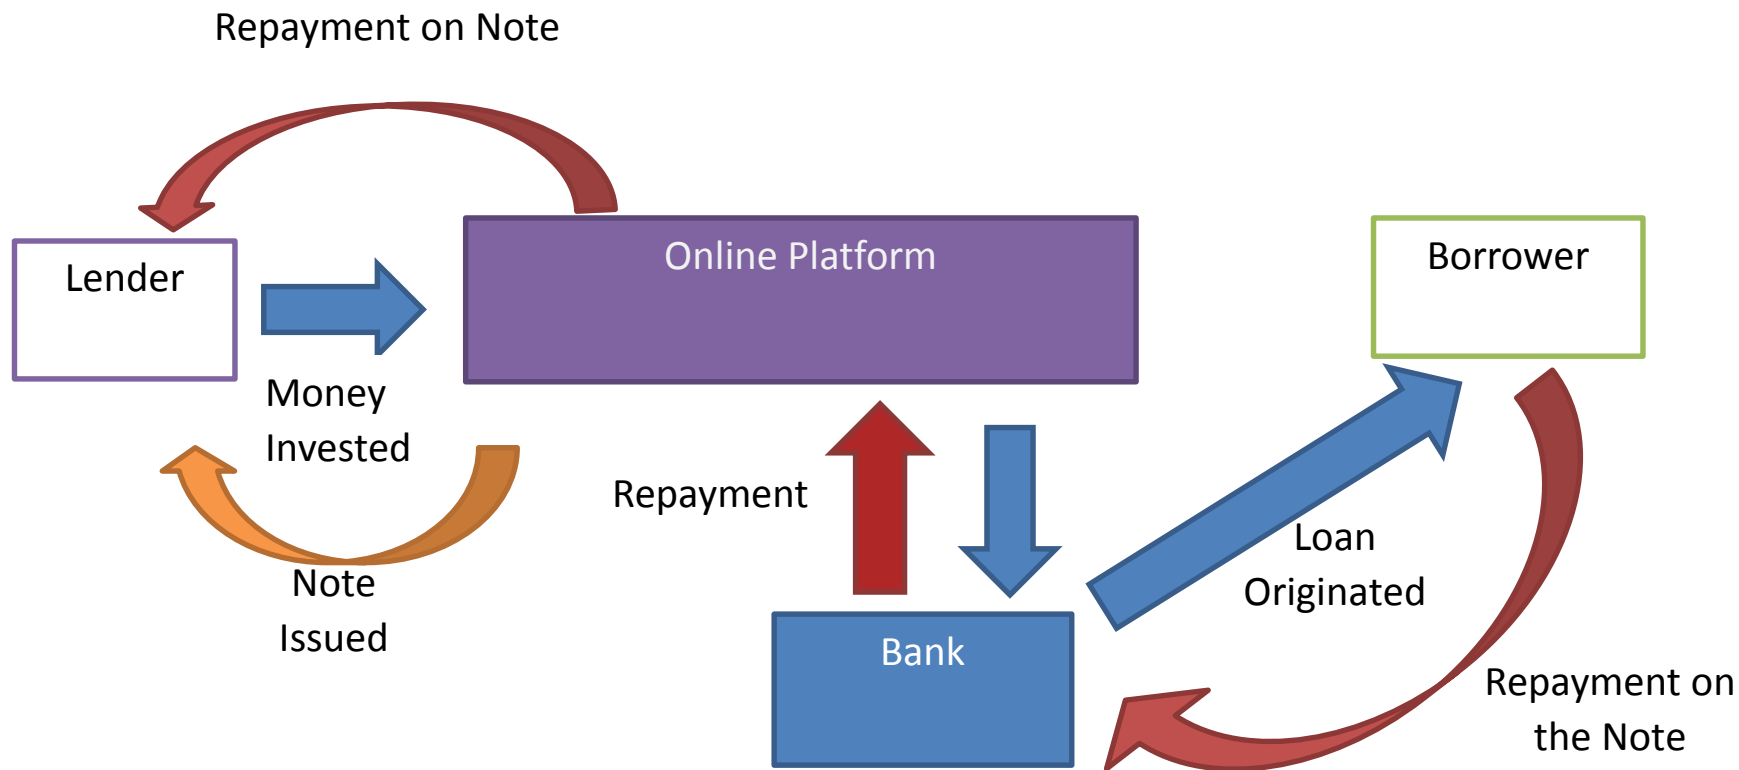 Repayment on Note
Lender
Online Platform
Borrower
Money
Invested
Repayment
Note
Issued
Loan
Originated
Bank
Repayment on
the Note